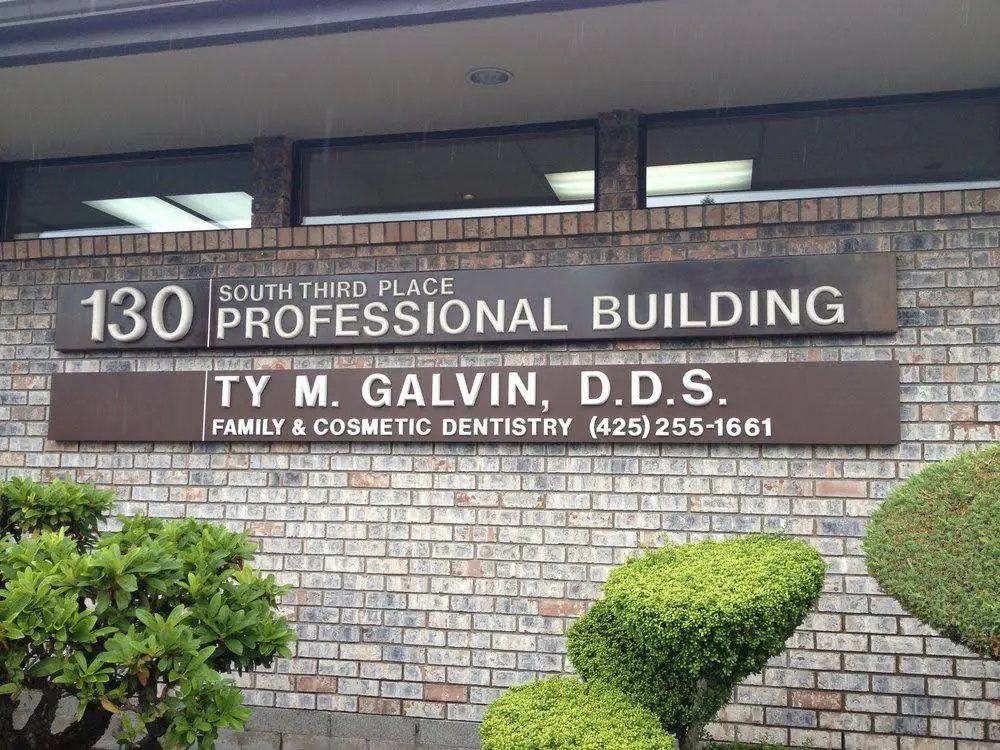 130
SOUTH THIRD PLACE
PROFESSIONAL BUILDING
TY M. GALVIN, D.D.S.
FAMILY & COSMETIC DENTISTRY (425) 255-1661